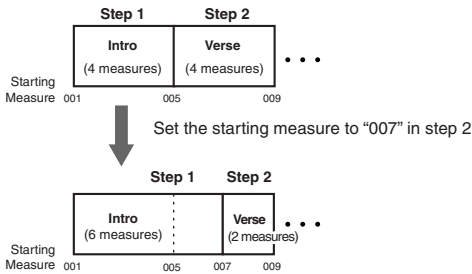 Step 1 Step 2
Intro Verse
(4 measures) (4 measures)
• • •
Starting
Measure 001 005 009
Set the starting measure to “007” in step 2
Step 1 Step 2
Intro Verse
(6 measures) (2 measures)
• • •
Starting
Measure 001 005 007 009